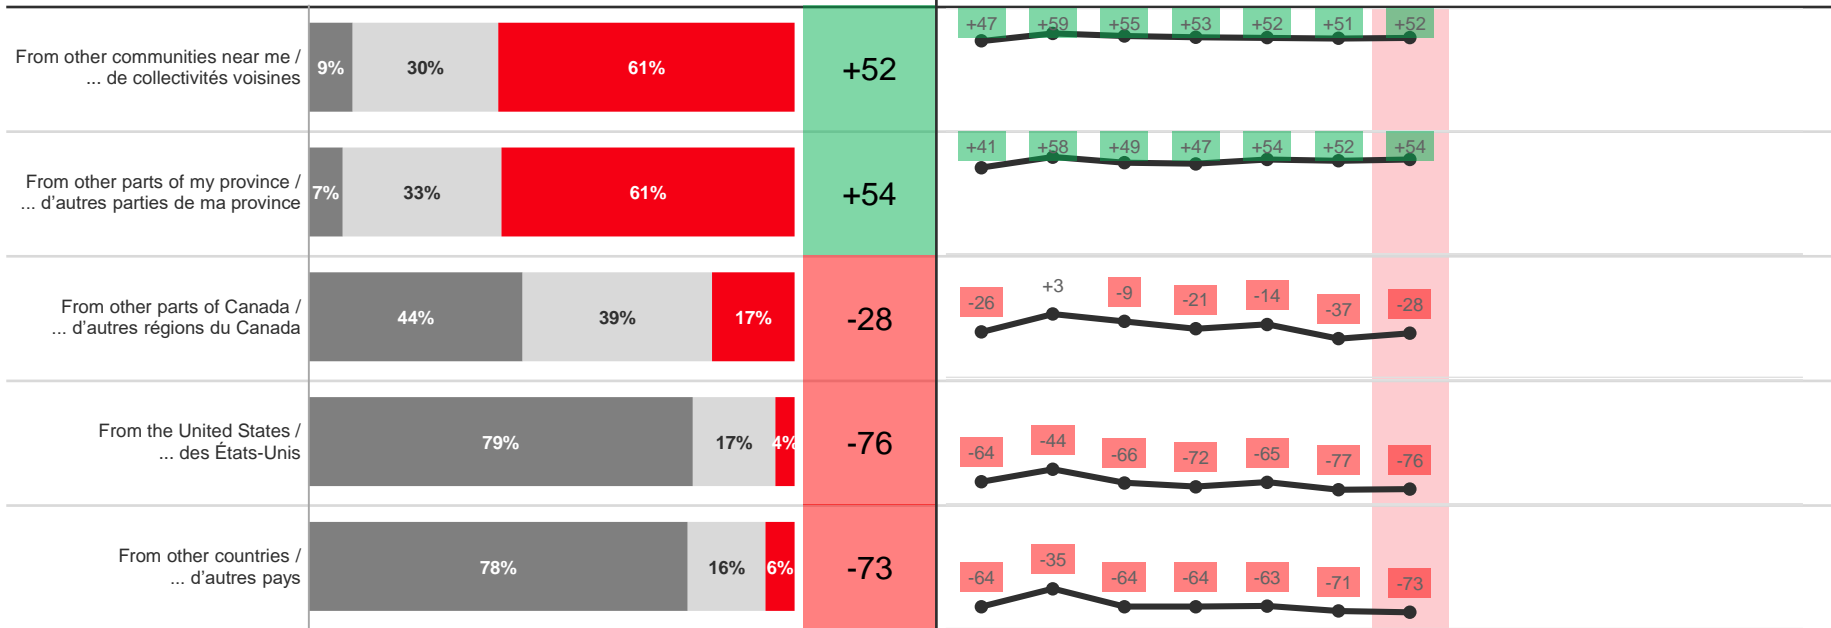 From other communities near me /
... de collectivités voisines
9% 30% 61% +52
+47 +59 +55 +53 +52 +51 +52
From other parts of my province /
... d'autres parties de ma province
7% 33% 61% +54
+41 +58 +49 +47 +54 +52 +54
From other parts of Canada /
... d'autres régions du Canada
44% 39% 17% -28
-26 +3 -9 -21 -14 -37 -28
From the United States /
... des États-Unis
79% 17% 4% -76
-64 -44 -66 -72 -65 -77 -76
From other countries /
... d'autres pays
78% 16% 6% -73
-64 -35 -64 -64 -63 -71 -73